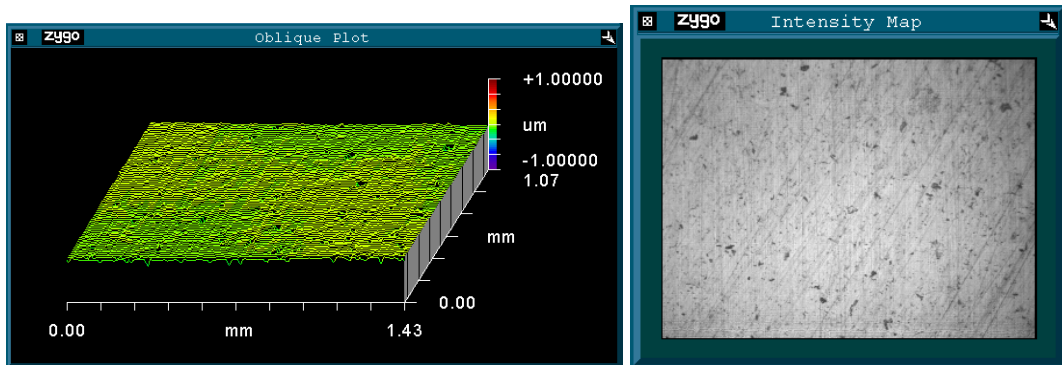 zygo Oblique Plot
+1.00000
um
-1.00000
1.07
mm
0.00
0.00 mm 1.43
zygo Intensity Map